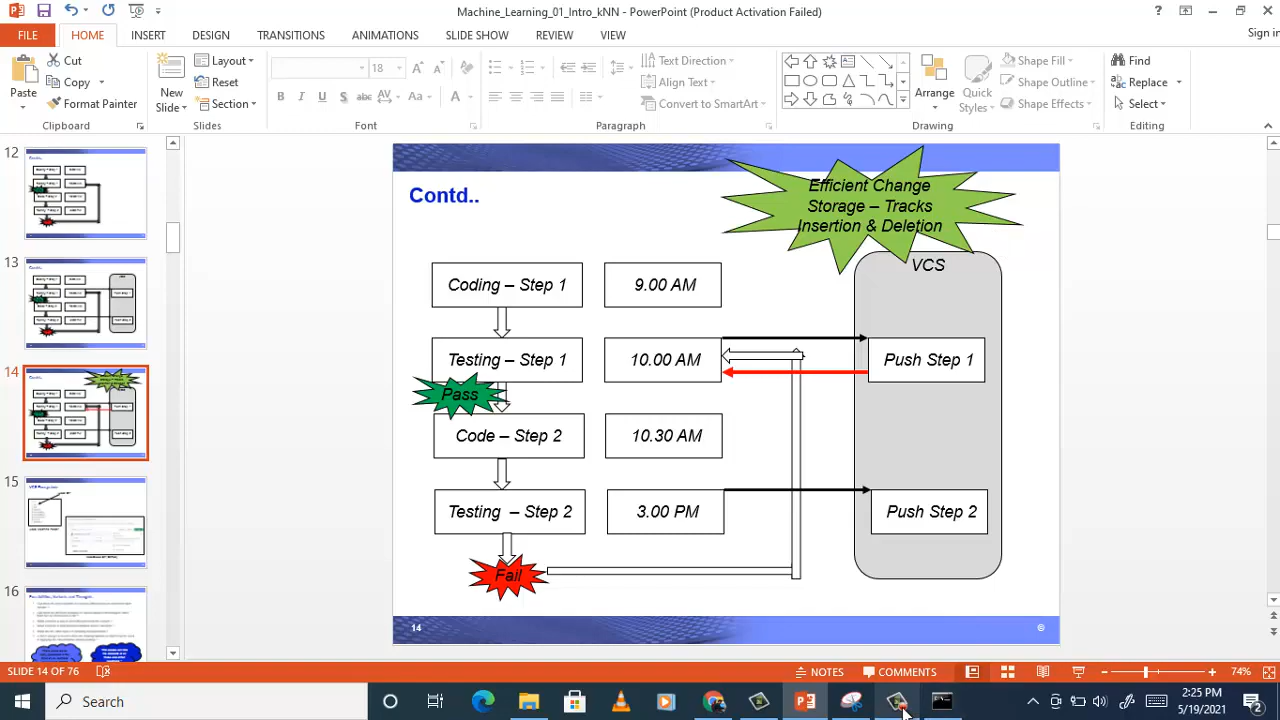 Machine_Learning_01_Intro_kNN - PowerPoint (Product Activation Failed)
?
FILE
HOME
INSERT
DESIGN
TRANSITIONS
ANIMATIONS
SLIDE SHOW
REVIEW
VIEW
Sign in
Paste
Cut
Copy
Format Painter
Clipboard
New
Slide
Layout
Reset
Section
Slides
18
B I U S abc AV Aa A
Font
Text Direction
Align Text
Convert to SmartArt
Paragraph
Arrange
Quick
Styles
Shape Fill
Shape Outline
Shape Effects
Drawing
Find
Replace
Select
Editing
12
13
14
15
16
Contd..
Efficient Change
Storage – Tracks
Insertion & Deletion
VCS
Coding – Step 1
9.00 AM
Testing – Step 1
10.00 AM
Push Step 1
Pass
Code – Step 2
10.30 AM
Testing – Step 2
3.00 PM
Push Step 2
Fail
14
©
SLIDE 14 OF 76
NOTES
COMMENTS
74%
Search
2:25 PM
5/19/2021
2